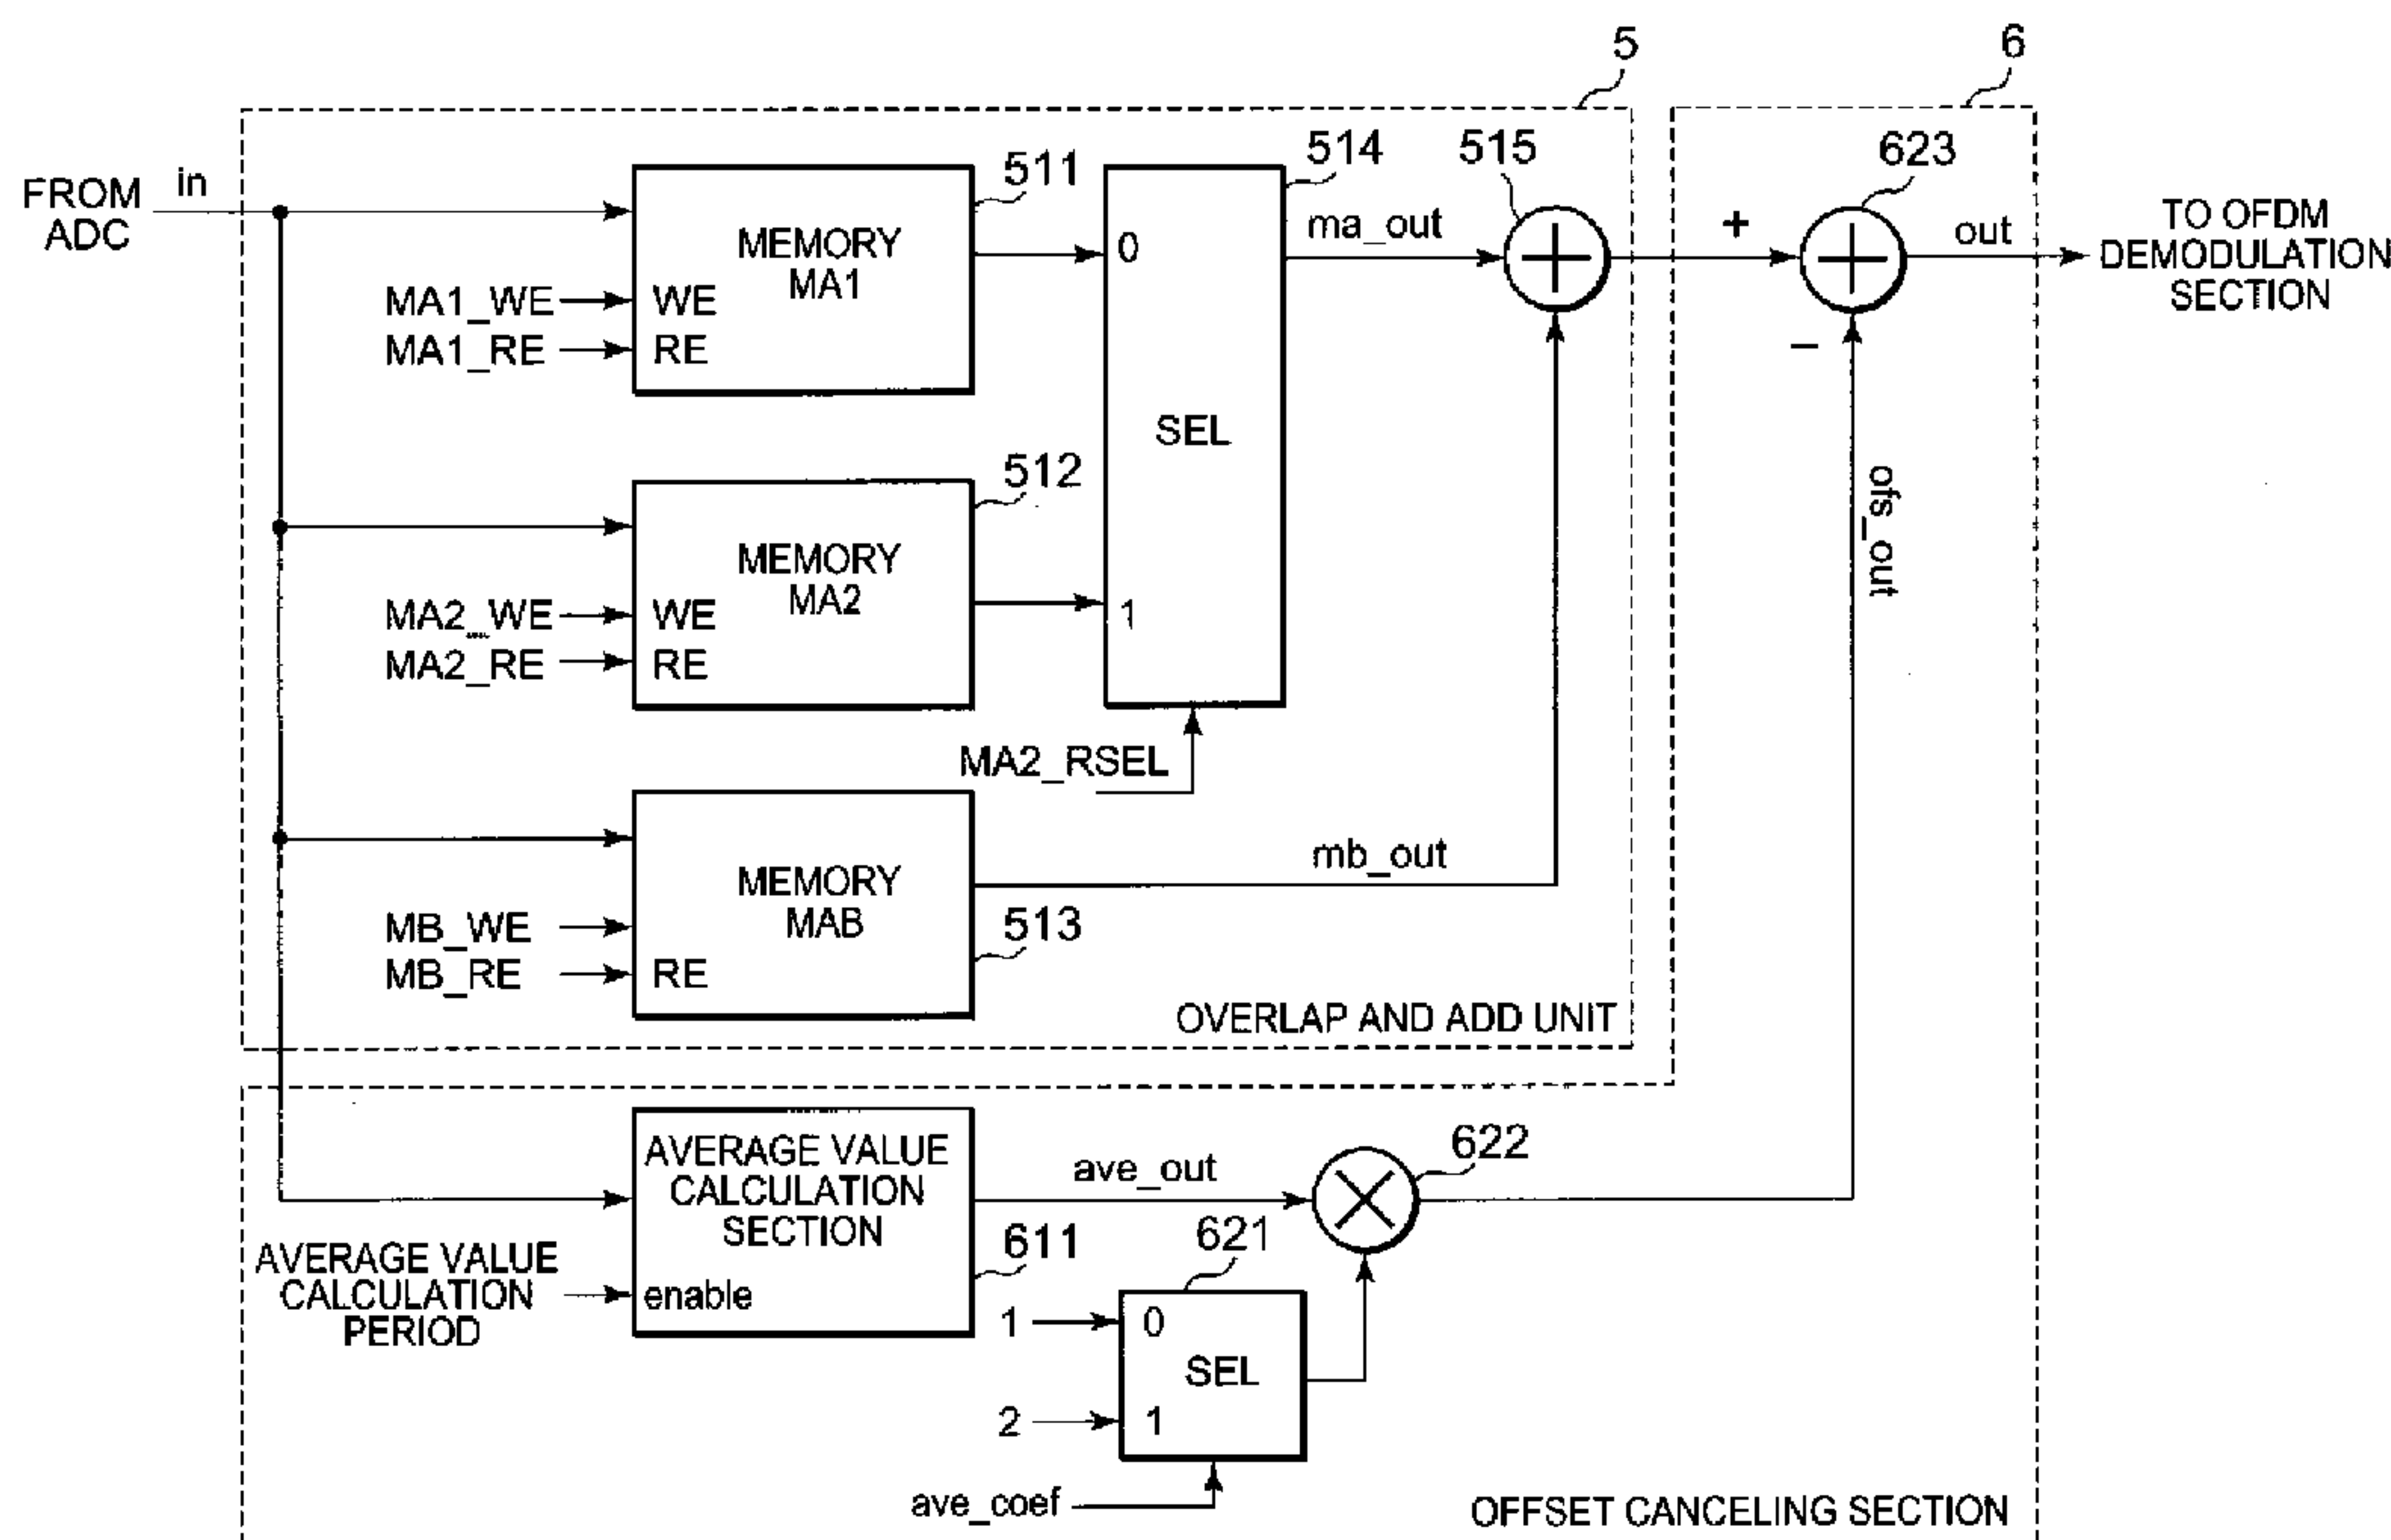 5
6
FROM
ADC
in
511
514
515
623
MEMORY
MA1
0
ma_out
+
out
TO OFDM
DEMODULATION
SECTION
MA1_WE
WE
MA1_RE
RE
–
SEL
512
MEMORY
MA2
1
ofs_out
MA2_WE
WE
MA2_RE
RE
MA2_RSEL
MEMORY
MAB
mb_out
513
MB_WE
MB_RE
RE
OVERLAP AND ADD UNIT
AVERAGE VALUE
CALCULATION
SECTION
ave_out
622
611
621
AVERAGE VALUE
CALCULATION
PERIOD
enable
1
0
SEL
2
1
ave_coef
OFFSET CANCELING SECTION